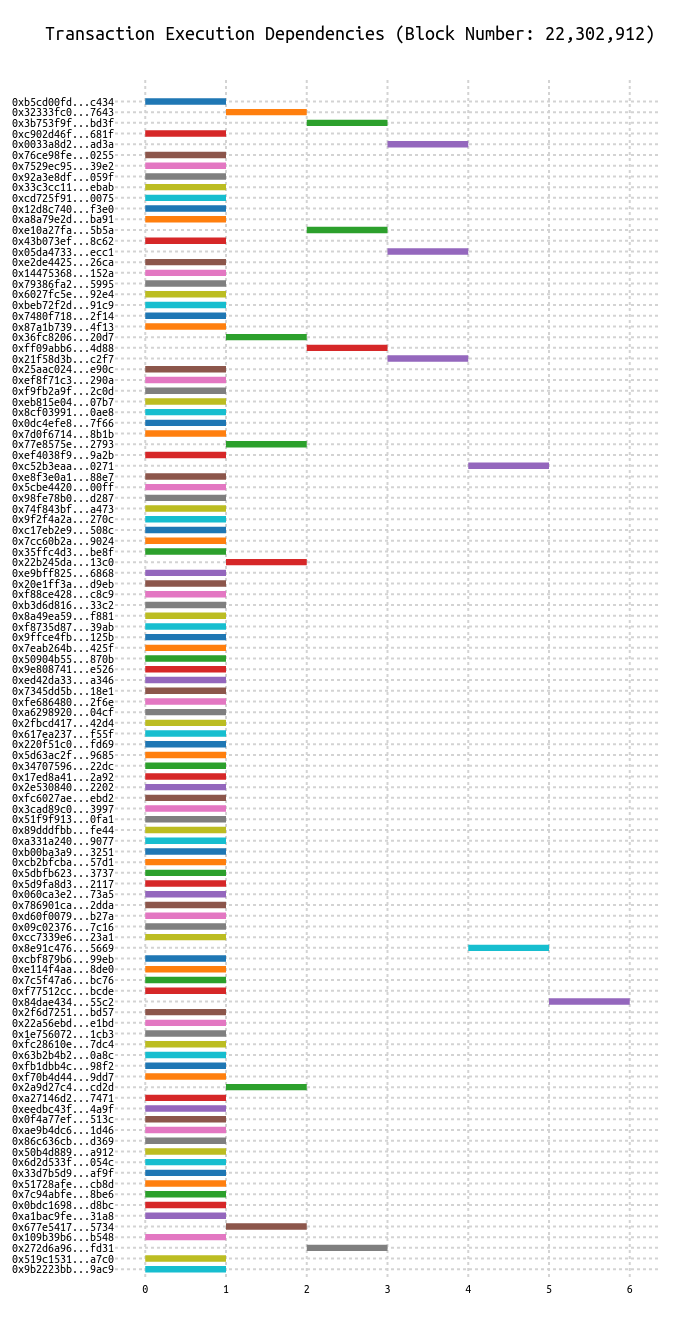 Transaction Execution Dependencies (Block Number: 22,302,912)
0xb5cd00fd...c434
0x32333fc0...7643
0x3b753f9f...bd3f
0xc902d46f...681f
0x0033a8d2...ad3a
0x76ce98fe...0255
0x7529ec95...39e2
0x92a3e8df...059f
0x33c3cc11...ebab
0xcd725f91...0075
0x12d8c740...f3e0
0xa8a79e2d...ba91
0xe10a27fa...5b5a
0x43b073ef...8c62
0x05da4733...ecc1
0xe2de4425...26ca
0x14475368...152a
0x79386fa2...5995
0x6027fc5e...92e4
0xbeb72f2d...91c9
0x7480f718...2f14
0x87a1b739...4f13
0x36fc8206...20d7
0xff09abb6...4d88
0x21f58d3b...c2f7
0x25aac024...e90c
0xef8f71c3...290a
0xf9fb2a9f...2c0d
0xeb815e04...07b7
0x8cf03991...0ae8
0x0dc4efe8...7f66
0x7d0f6714...8b1b
0x77e8575e...2793
0xef4038f9...9a2b
0xc52b3eaa...0271
0xe8f3e0a1...88e7
0x5cbe4420...00ff
0x98fe78b0...d287
0x74f843bf...a473
0x9f2f4a2a...270c
0xc17eb2e9...508c
0x7cc60b2a...9024
0x35ffc4d3...be8f
0x22b245da...13c0
0xe9bff825...6868
0x20e1ff3a...d9eb
0xf88ce428...c8c9
0xb3d6d816...33c2
0x8a49ea59...f881
0xf8735d87...39ab
0x9ffce4fb...125b
0x7eab264b...425f
0x50904b55...870b
0x9e808741...e526
0xed42da33...a346
0x7345dd5b...18e1
0xfe686480...2f6e
0xa6298920...04cf
0x2fbcd417...42d4
0x617ea237...f55f
0x220f51c0...fd69
0x5d63ac2f...9685
0x34707596...22dc
0x17ed8a41...2a92
0x2e530840...2202
0xfc6027ae...ebd2
0x3cad89c0...3997
0x51f9f913...0fa1
0x89dddfbb...fe44
0xa331a240...9077
0xb00ba3a9...3251
0xcb2bfcba...57d1
0x5dbfb623...3737
0x5d9fa8d3...2117
0x060ca3e2...73a5
0x786901ca...2dda
0xd60f0079...b27a
0x09c02376...7c16
0xcc7339e6...23a1
0x8e91c476...5669
0xcbf879b6...99eb
0xe114f4aa...8de0
0x7c5f47a6...bc76
0xf77512cc...bcde
0x84dae434...55c2
0x2f6d7251...bd57
0x22a56ebd...e1bd
0x1e756072...1cb3
0xfc28610e...7dc4
0x63b2b4b2...0a8c
0xfb1dbb4c...98f2
0xf70b4d44...9dd7
0x2a9d27c4...cd2d
0xa27146d2...7471
0xeedbc43f...4a9f
0x0f4a77ef...513c
0xae9b4dc6...1d46
0x86c636cb...d369
0x50b4d889...a912
0x6d2d533f...054c
0x33d7b5d9...af9f
0x51728afe...cb8d
0x7c94abfe...8be6
0x0bdc1698...d8bc
0xa1bac9fe...31a8
0x677e5417...5734
0x109b39b6...b548
0x272d6a96...fd31
0x519c1531...a7c0
0x9b2223bb...9ac9
0 1 2 3 4 5 6